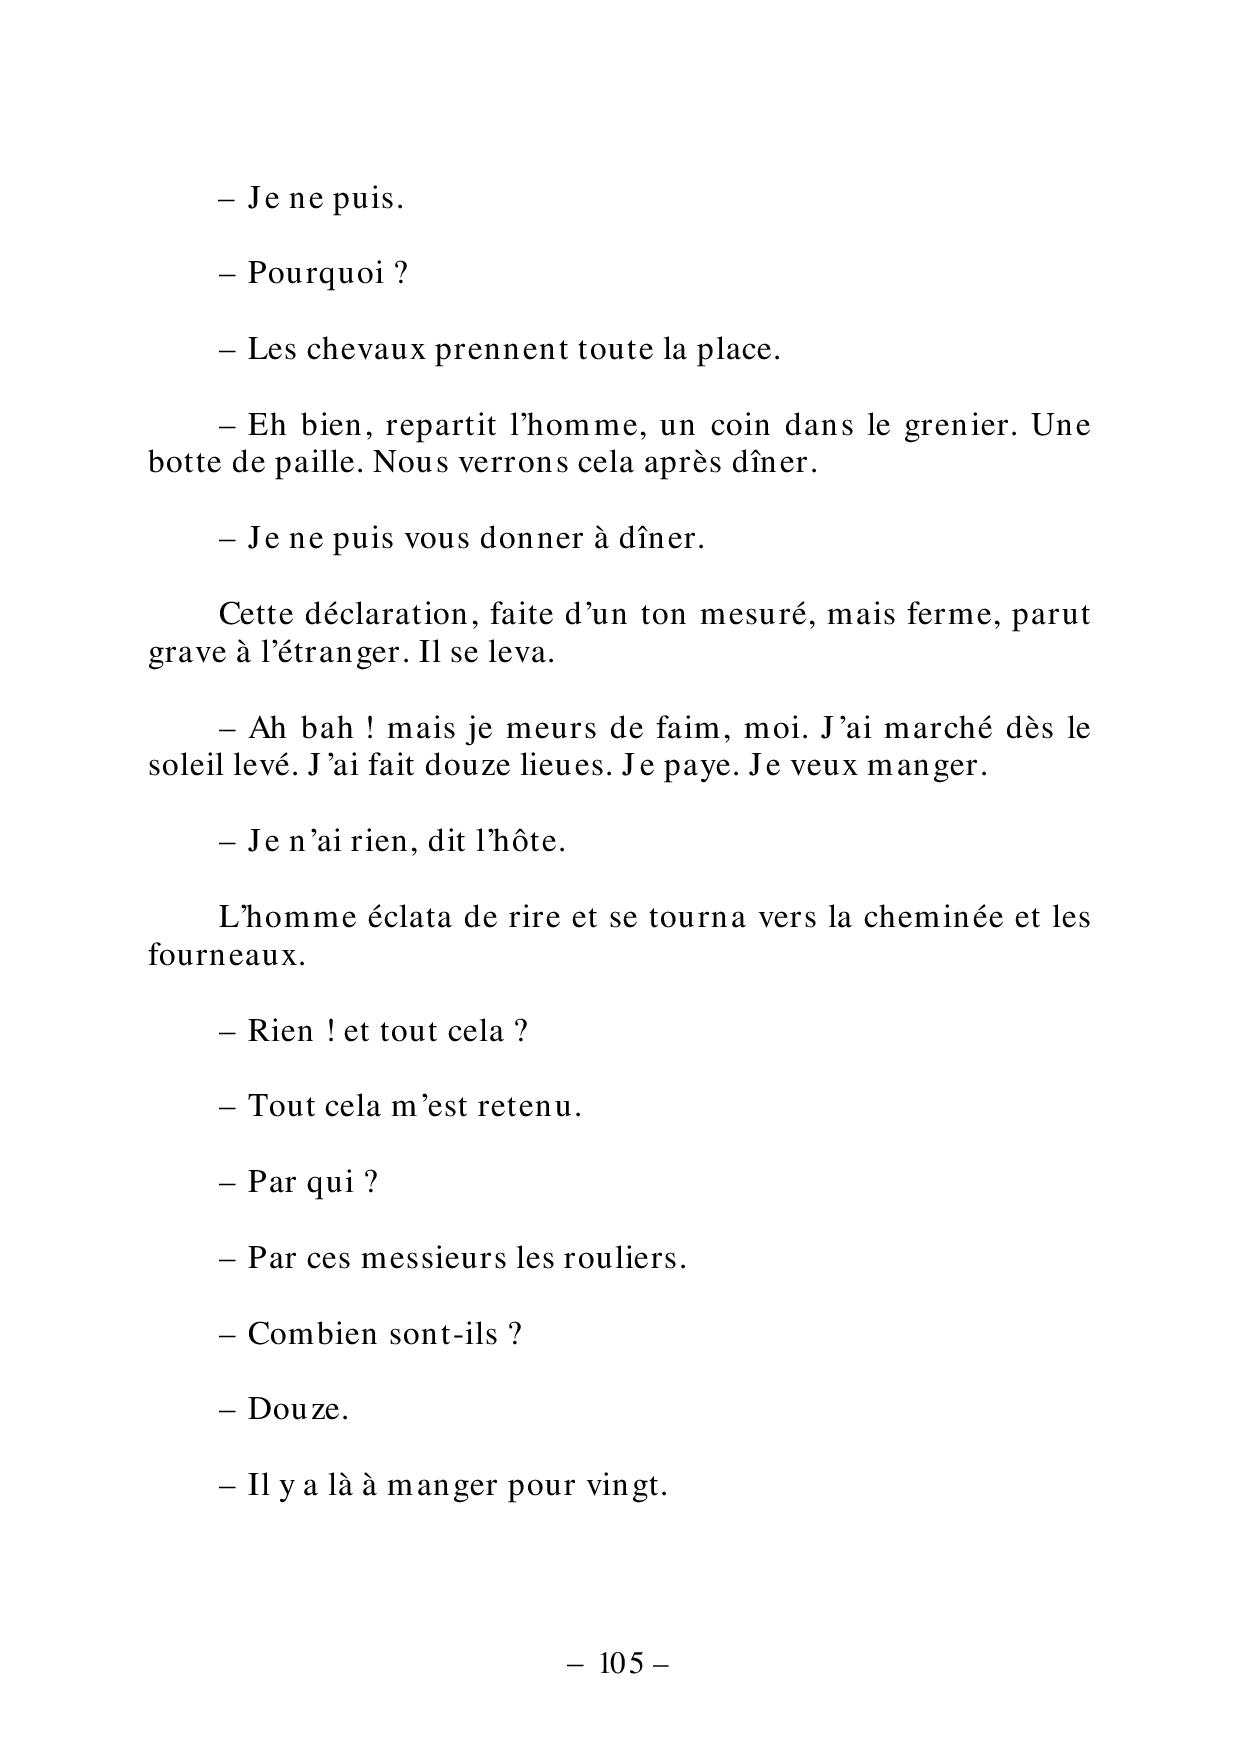 – Je ne puis.
– Pourquoi ?
– Les chevaux prennent toute la place.
– Eh bien, repartit l’homme, un coin dans le grenier. Une
botte de paille. Nous verrons cela après dîner.
– Je ne puis vous donner à dîner.
Cette déclaration, faite d’un ton mesuré, mais ferme, parut
grave à l’étranger. Il se leva.
– Ah bah ! mais je meurs de faim, moi. J’ai marché dès le
soleil levé. J’ai fait douze lieues. Je paye. Je veux manger.
– Je n’ai rien, dit l’hôte.
L’homme éclata de rire et se tourna vers la cheminée et les
fourneaux.
– Rien ! et tout cela ?
– Tout cela m’est retenu.
– Par qui ?
– Par ces messieurs les rouliers.
– Combien sont-ils ?
– Douze.
– Il y a là à manger pour vingt.
– 105 –